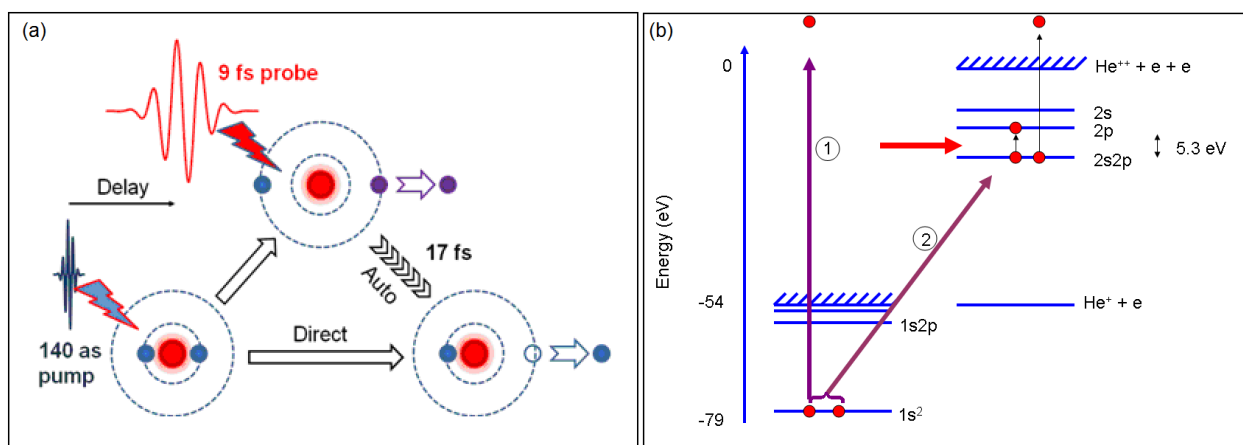 (a)
9 fs probe
Delay
17 fs
Auto
140 as
pump
Direct
(b)
Energy (eV)
0
-54
-79
He⁺⁺ + e + e
2s
2p
2s2p
5.3 eV
1
2
He⁺ + e
1s2p
1s²